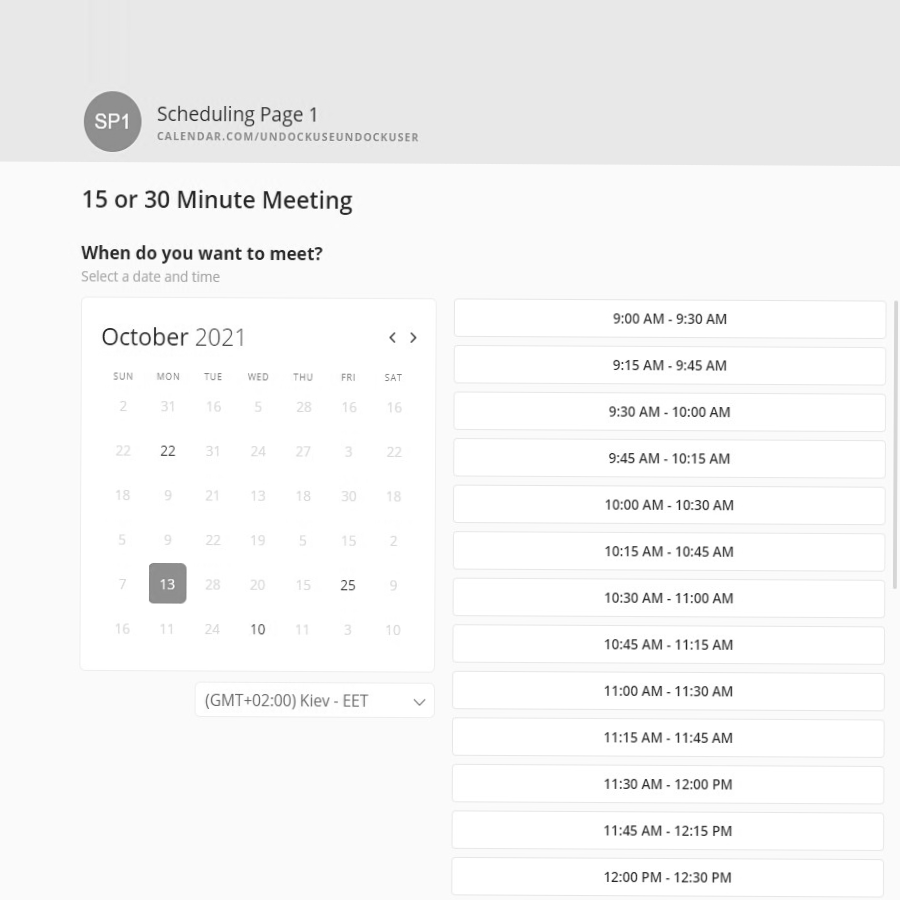 SP1
Scheduling Page 1
CALENDAR.COM/UNDOCKUSEUNDOCKUSER
15 or 30 Minute Meeting
When do you want to meet?
Select a date and time
October 2021
SUN MON TUE WED THU FRI SAT
2 31 16 5 28 16 16
22 22 31 24 27 3 22
18 9 21 13 18 30 18
5 9 22 19 5 15 2
7 13 28 20 15 25 9
16 11 24 10 11 3 10
(GMT+02:00) Kiev - EET
9:00 AM - 9:30 AM
9:15 AM - 9:45 AM
9:30 AM - 10:00 AM
9:45 AM - 10:15 AM
10:00 AM - 10:30 AM
10:15 AM - 10:45 AM
10:30 AM - 11:00 AM
10:45 AM - 11:15 AM
11:00 AM - 11:30 AM
11:15 AM - 11:45 AM
11:30 AM - 12:00 PM
11:45 AM - 12:15 PM
12:00 PM - 12:30 PM